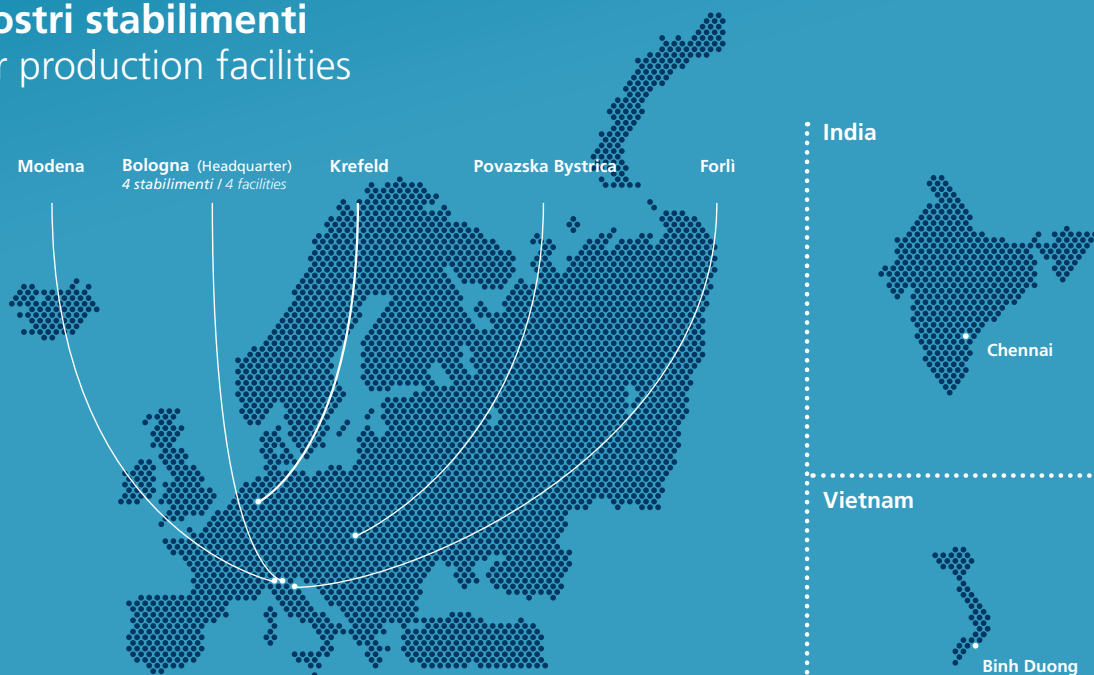 ostri stabilimenti
r production facilities
Modena
Bologna (Headquarter)
4 stabilimenti / 4 facilities
Krefeld
Povazska Bystrica
Forlì
India
Chennai
Vietnam
Binh Duong